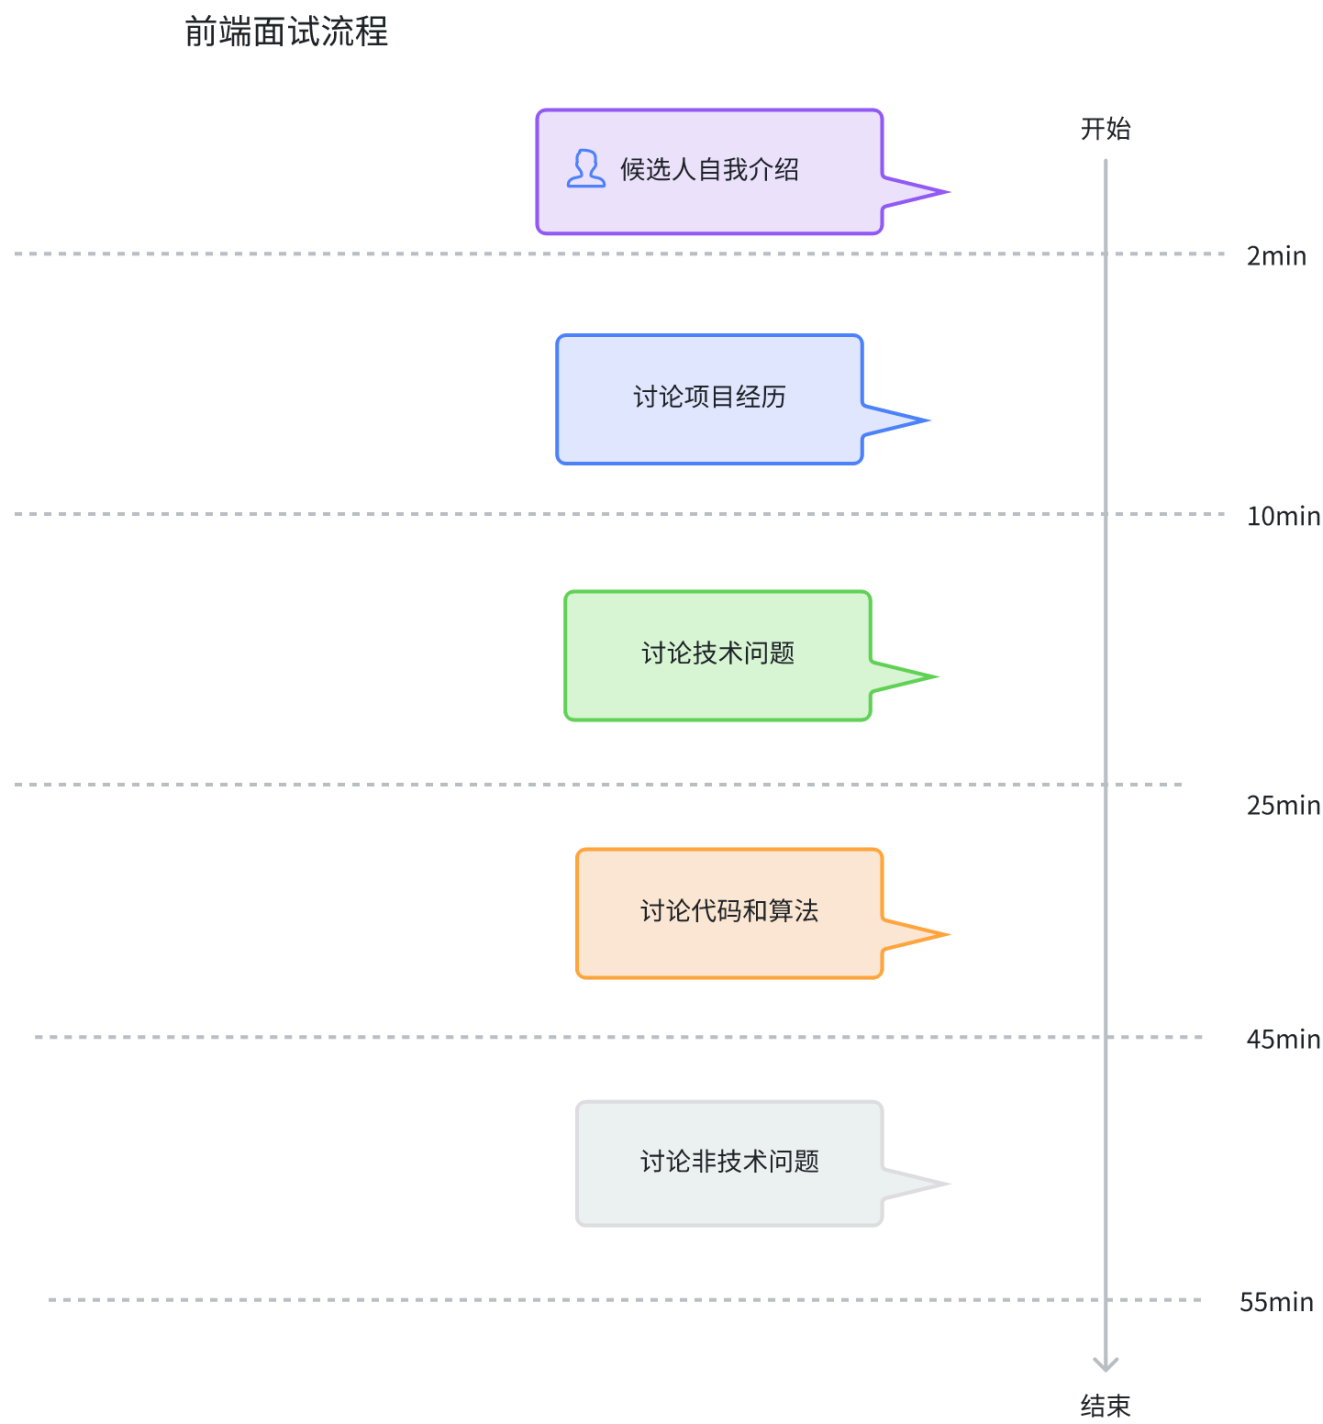 前端面试流程
开始
候选人自我介绍
2min
讨论项目经历
10min
讨论技术问题
25min
讨论代码和算法
45min
讨论非技术问题
55min
结束